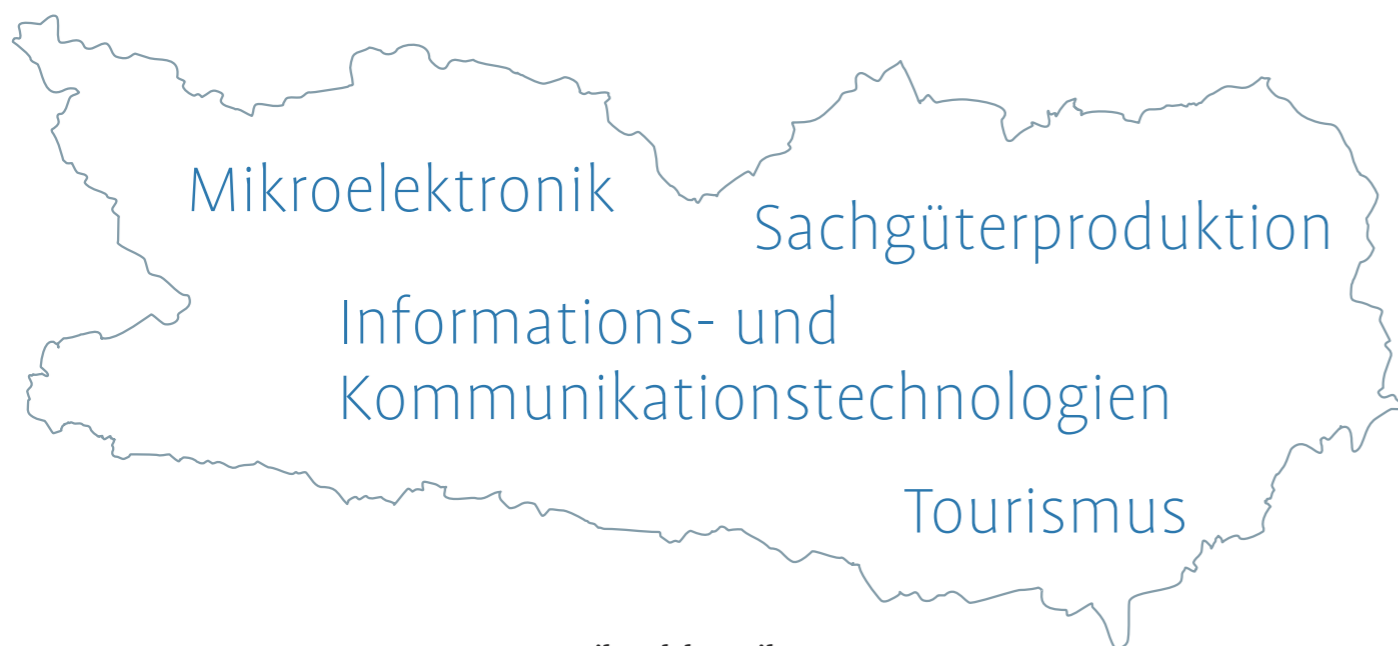 Mikroelektronik
Sachgüterproduktion
Informations- und
Kommunikationstechnologien
Tourismus